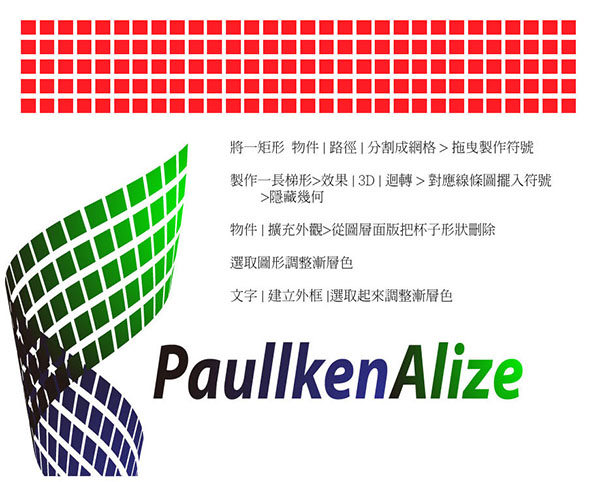 將一矩形 物件 | 路徑 | 分割成網格 > 拖曳製作符號
製作一長梯形>效果 | 3D | 迴轉 > 對應線條圖擺入符號
>隱藏幾何
物件 | 擴充外觀>從圖層面版把杯子形狀刪除
選取圖形調整漸層色
文字 | 建立外框 |選取起來調整漸層色
PaullkenAlize